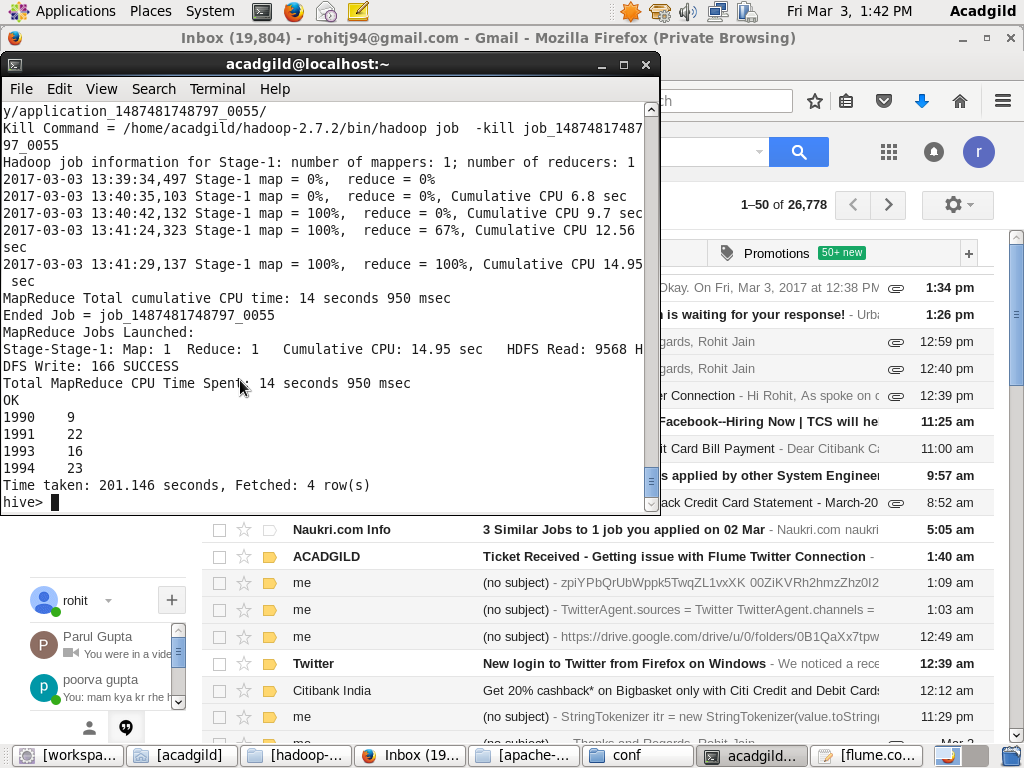 Applications Places System
Fri Mar 3, 1:42 PM Acadgild
Inbox (19,804) - rohitj94@gmail.com - Gmail - Mozilla Firefox (Private Browsing)
acadgild@localhost:~
File Edit View Search Terminal Help
y/application_1487481748797_0055/
Kill Command = /home/acadgild/hadoop-2.7.2/bin/hadoop job  -kill job_14874817487
97_0055
Hadoop job information for Stage-1: number of mappers: 1; number of reducers: 1
2017-03-03 13:39:34,497 Stage-1 map = 0%,  reduce = 0%
2017-03-03 13:40:35,103 Stage-1 map = 0%,  reduce = 0%, Cumulative CPU 6.8 sec
2017-03-03 13:40:42,132 Stage-1 map = 100%,  reduce = 0%, Cumulative CPU 9.7 sec
2017-03-03 13:41:24,323 Stage-1 map = 100%,  reduce = 67%, Cumulative CPU 12.56
sec
2017-03-03 13:41:29,137 Stage-1 map = 100%,  reduce = 100%, Cumulative CPU 14.95
sec
MapReduce Total cumulative CPU time: 14 seconds 950 msec
Ended Job = job_1487481748797_0055
MapReduce Jobs Launched:
Stage-Stage-1: Map: 1  Reduce: 1   Cumulative CPU: 14.95 sec   HDFS Read: 9568 H
DFS Write: 166 SUCCESS
Total MapReduce CPU Time Spent: 14 seconds 950 msec
OK
1990 9
1991 22
1993 16
1994 23
Time taken: 201.146 seconds, Fetched: 4 row(s)
hive>
ch
r
1–50 of 26,778
Promotions 50+ new
Okay. On Fri, Mar 3, 2017 at 12:38 PM 1:34 pm
n is waiting for your response! - Urba 1:26 pm
gards, Rohit Jain 12:59 pm
gards, Rohit Jain 12:40 pm
er Connection - Hi Rohit, As spoke on c 12:39 pm
Facebook--Hiring Now | TCS will he 11:25 am
it Card Bill Payment - Dear Citibank Ca 11:00 am
s applied by other System Engineer 9:57 am
ack Credit Card Statement - March-20 8:52 am
Naukri.com Info 3 Similar Jobs to 1 job you applied on 02 Mar - Naukri.com naukri 5:05 am
ACADGILD Ticket Received - Getting issue with Flume Twitter Connection - 1:40 am
me (no subject) - zpiYPbQrUbWppk5TwqZL1vxXK 00ZiKVRh2hmzZhz0I2 1:09 am
me (no subject) - TwitterAgent.sources = Twitter TwitterAgent.channels = 1:03 am
me (no subject) - https://drive.google.com/drive/u/0/folders/0B1QaXx7tpw 12:49 am
Twitter New login to Twitter from Firefox on Windows - We noticed a rece 12:39 am
Citibank India Get 20% cashback* on Bigbasket only with Citi Credit and Debit Cards 12:12 am
me (no subject) - StringTokenizer itr = new StringTokenizer(value.toString( 11:29 pm
rohit
P Parul Gupta
You were in a vide
p poorva gupta
You: mam kya kr rhe h
[workspa... [acadgild] [hadoop-... Inbox (19... [apache-... conf acadgild... [flume.co...